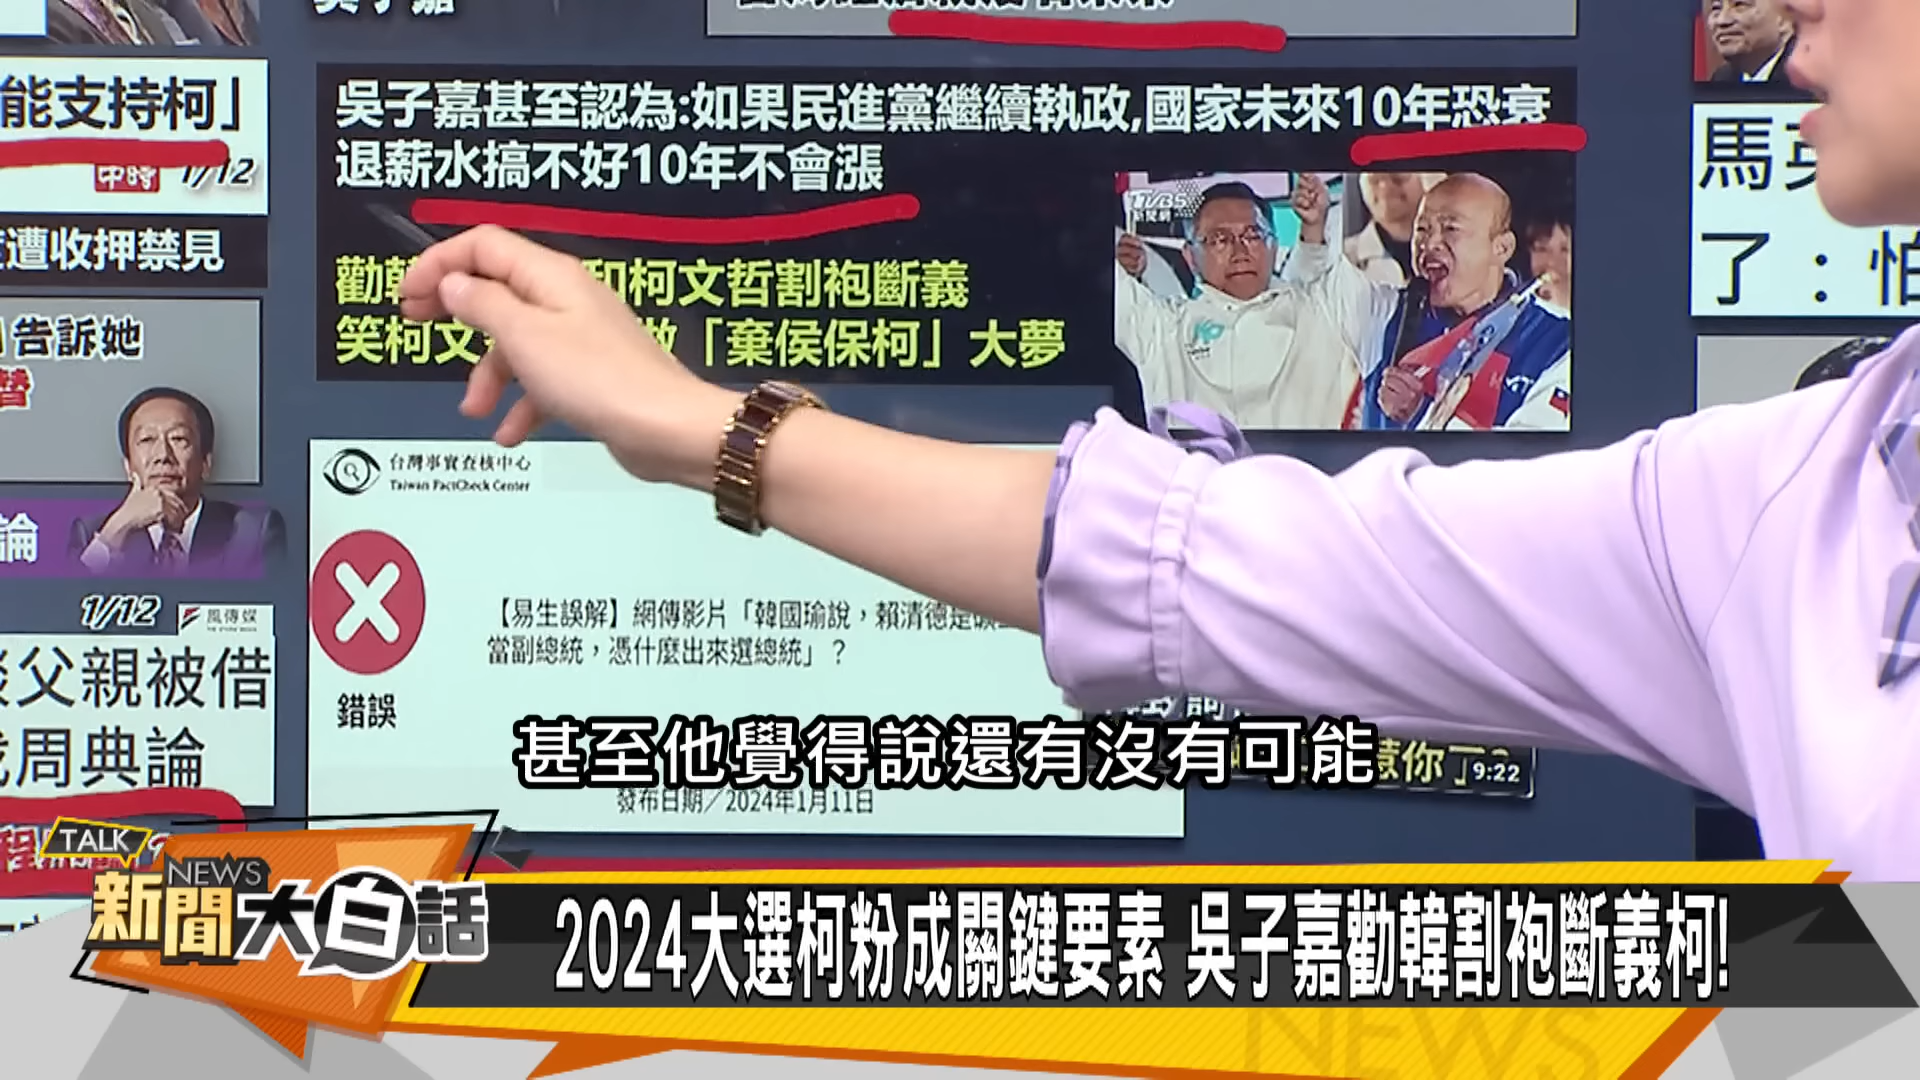 能支持柯」
1/12
遭收押禁見
告訴她
替
論
1/12
風傳媒
父親被借
周典論
吳子嘉甚至認為:如果民進黨繼續執政,國家未來10年恐衰
退薪水搞不好10年不會漲
和柯文哲割袍斷義
笑柯文
「棄侯保柯」大夢
TVBS
新聞網
台灣事實查核中心
Taiwan FactCheck Center
錯誤
【易生誤解】網傳影片「韓國瑜說，賴清德是
當副總統，憑什麼出來選總統」？
發布日期／2024年1月11日
你
9:22
馬
了：怕
甚至他覺得說還有沒有可能
TALK
NEWS
新聞大白話
2024大選柯粉成關鍵要素 吳子嘉勸韓割袍斷義柯!
NEWS